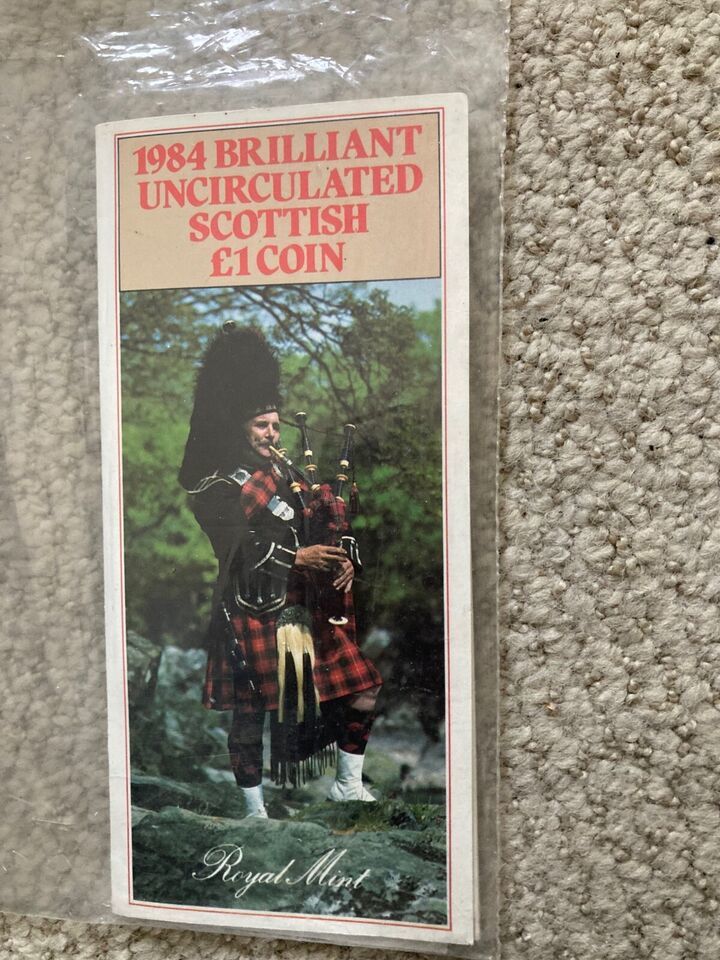 1984 BRILLIANT
UNCIRCULATED
SCOTTISH
£1 COIN
Royal Mint